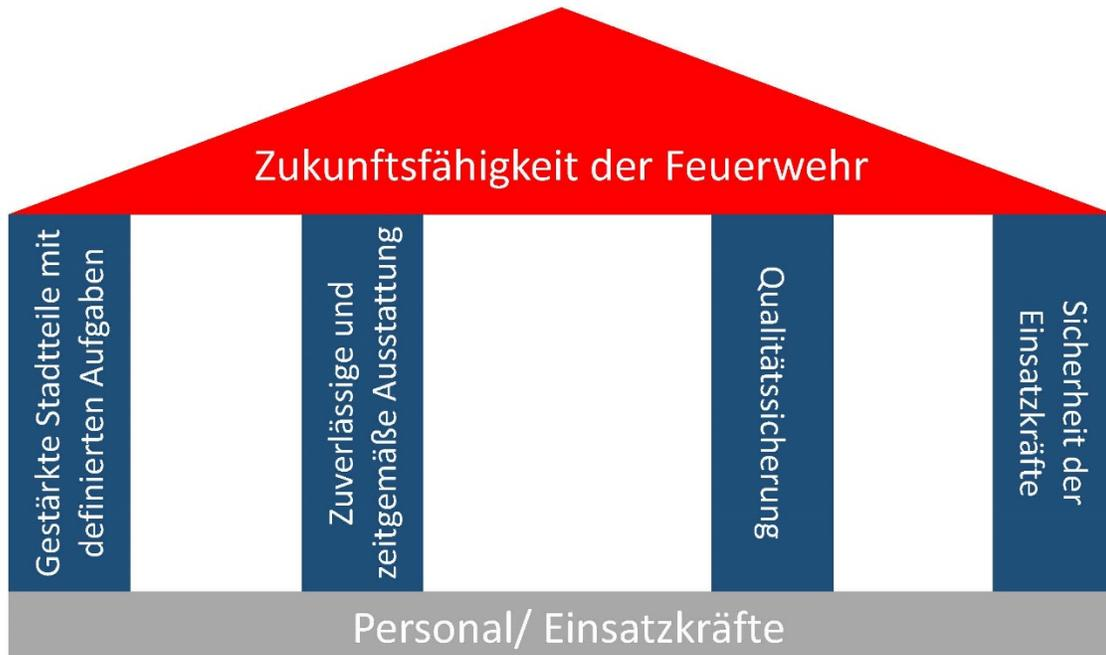 Zukunftsfähigkeit der Feuerwehr
Gestärkte Stadtteile mit
definierten Aufgaben
Zuverlässige und
zeitgemäße Ausstattung
Qualitätssicherung
Sicherheit der
Einsatzkräfte
Personal/ Einsatzkräfte